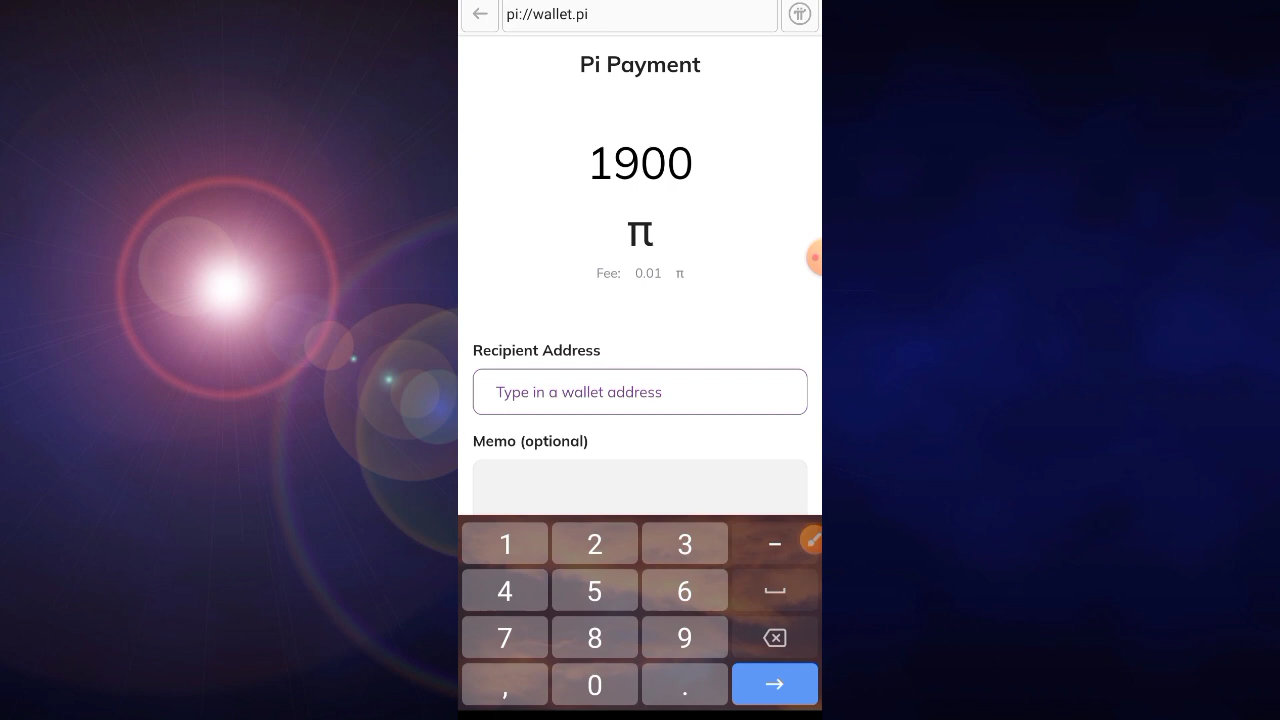 pi://wallet.pi
Pi Payment
1900
π
Fee: 0.01 π
Recipient Address
Type in a wallet address
Memo (optional)
1 2 3 -
4 5 6
7 8 9
, 0 .